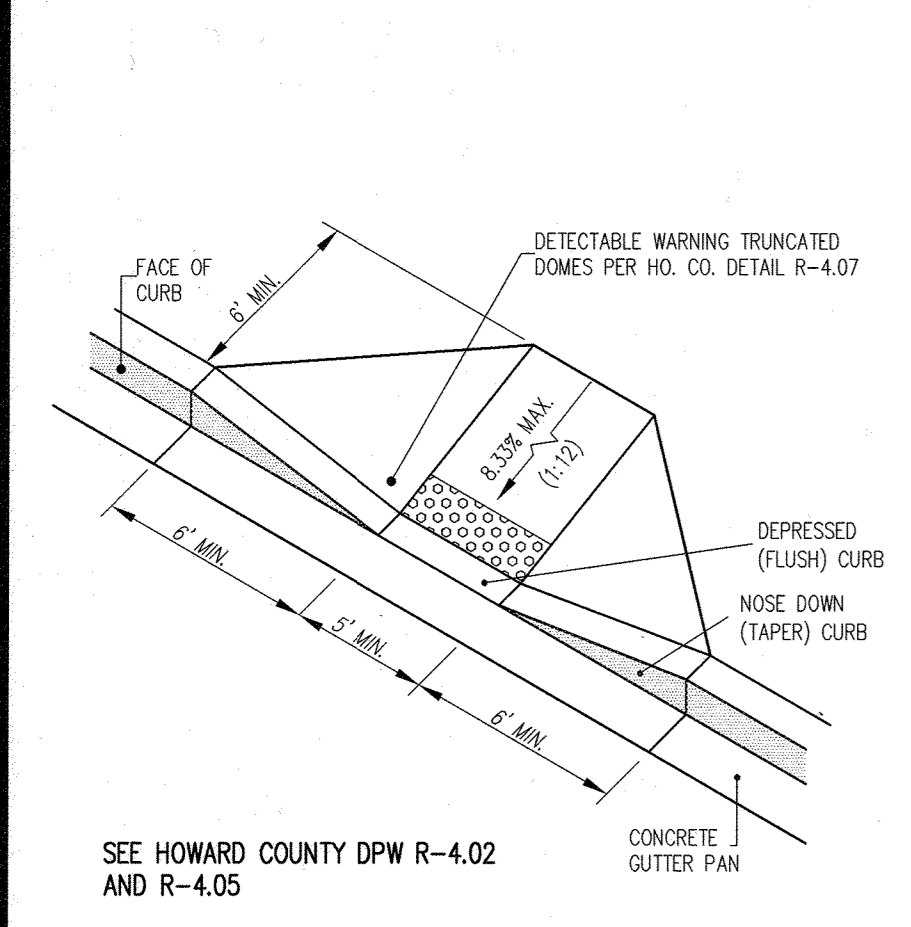 DETECTABLE WARNING TRUNCATED
DOMES PER HO. CO. DETAIL R-4.07
FACE OF
CURB
6' MIN.
8.33% MAX.
(1:12)
DEPRESSED
(FLUSH) CURB
NOSE DOWN
(TAPER) CURB
6' MIN.
5' MIN.
6' MIN.
CONCRETE
GUTTER PAN
SEE HOWARD COUNTY DPW R-4.02
AND R-4.05